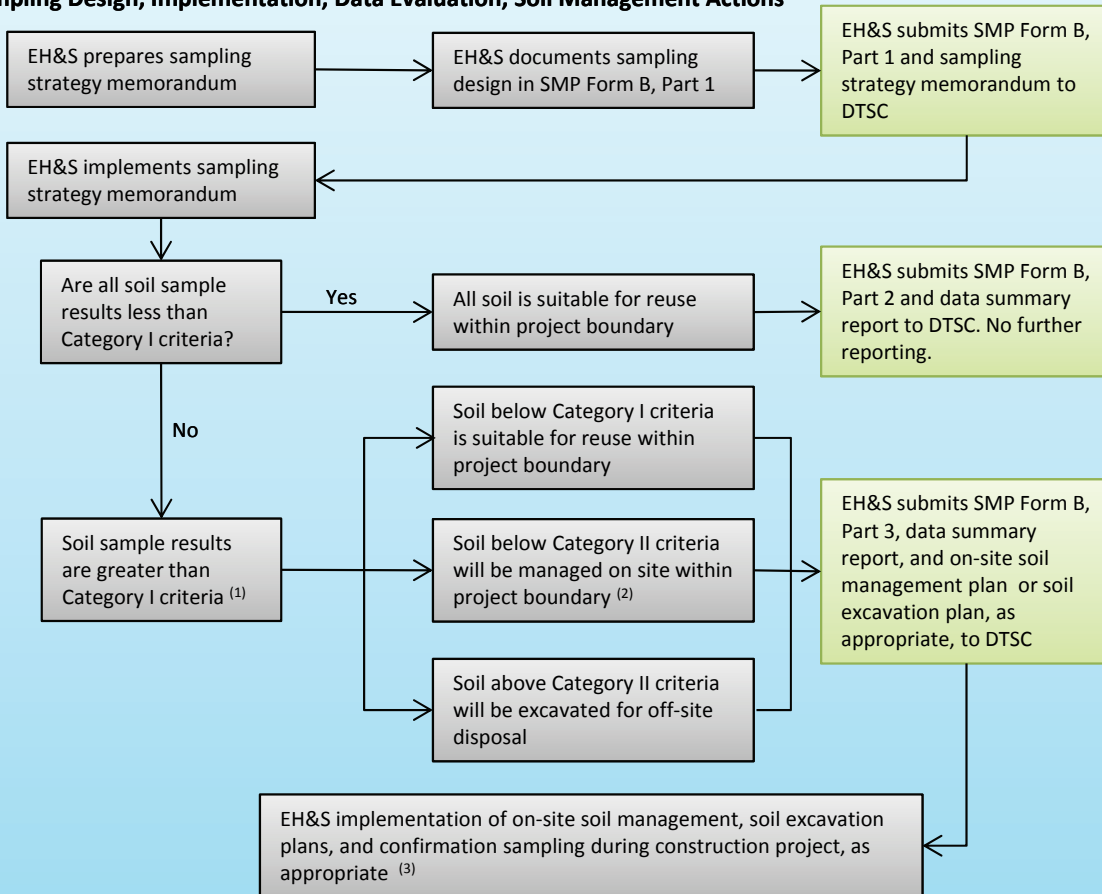 pling Design, Implementation, Data Evaluation, Soil Management Actions
EH&S prepares sampling
strategy memorandum
EH&S documents sampling
design in SMP Form B, Part 1
EH&S submits SMP Form B,
Part 1 and sampling
strategy memorandum to
DTSC
EH&S implements sampling
strategy memorandum
Are all soil sample
results less than
Category I criteria?
Yes
All soil is suitable for reuse
within project boundary
EH&S submits SMP Form B,
Part 2 and data summary
report to DTSC. No further
reporting.
No
Soil sample results
are greater than
Category I criteria (1)
Soil below Category I criteria
is suitable for reuse within
project boundary
Soil below Category II criteria
will be managed on site within
project boundary (2)
Soil above Category II criteria
will be excavated for off-site
disposal
EH&S submits SMP Form B,
Part 3, data summary
report, and on-site soil
management plan or soil
excavation plan, as
appropriate, to DTSC
EH&S implementation of on-site soil management, soil excavation
plans, and confirmation sampling during construction project, as
appropriate (3)